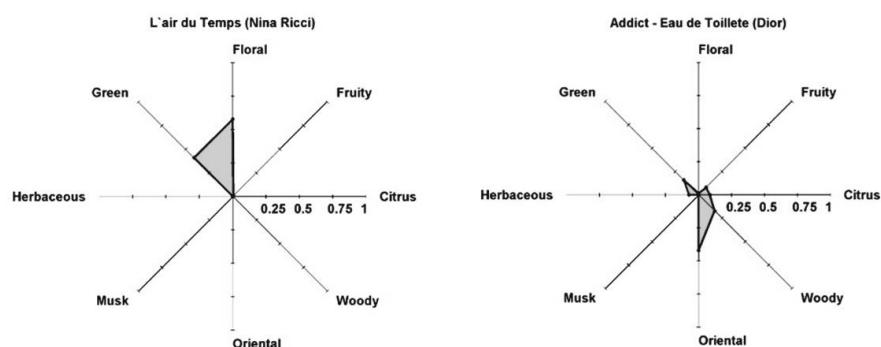 L`air du Temps (Nina Ricci)
Floral
Green
Fruity
Herbaceous
Citrus
0.25 0.5 0.75 1
Musk
Woody
Oriental
Addict - Eau de Toillete (Dior)
Floral
Green
Fruity
Herbaceous
Citrus
0.25 0.5 0.75 1
Musk
Woody
Oriental